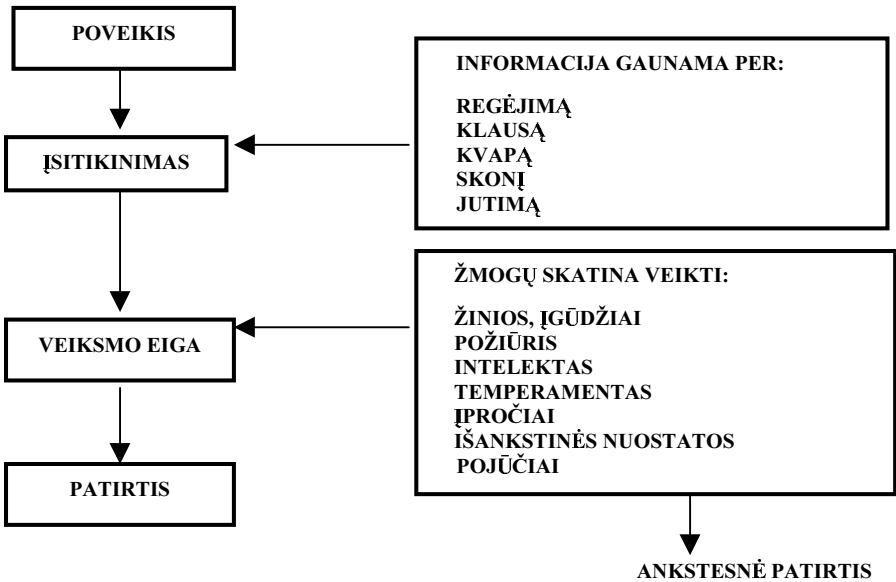 POVEIKIS
ĮSITIKINIMAS
VEIKSMO EIGA
PATIRTIS
INFORMACIJA GAUNAMA PER:
REGĖJIMĄ
KLAUSĄ
KVAPĄ
SKONĮ
JUTIMĄ
ŽMOGŲ SKATINA VEIKTI:
ŽINIOS, ĮGŪDŽIAI
POŽIŪRIS
INTELEKTAS
TEMPERAMENTAS
ĮPROČIAI
IŠANKSTINĖS NUOSTATOS
POJŪČIAI
ANKSTESNĖ PATIRTIS